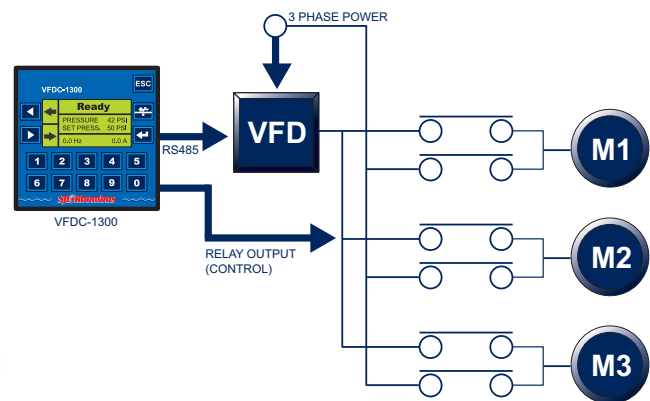 3 PHASE POWER
VFDC-1300
ESC
Ready
PRESSURE 42 PSI
SET PRESS. 50 PSI
0.0 Hz 0.0 A
1 2 3 4 5
6 7 8 9 0
SJE Rhombus
VFDC-1300
RS485
VFD
RELAY OUTPUT
(CONTROL)
M1
M2
M3